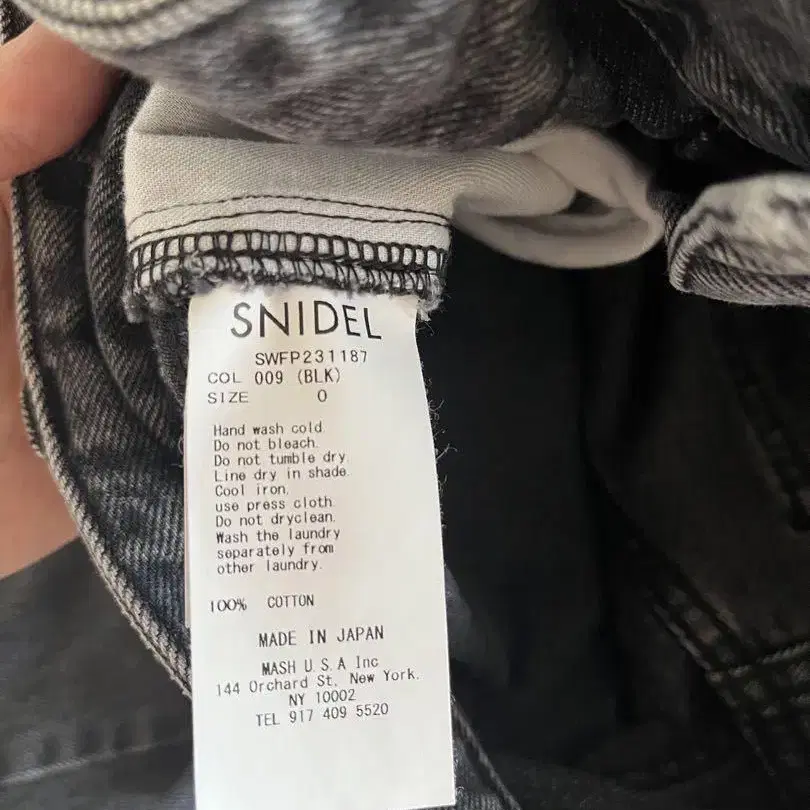 SNIDEL
SWFP231187
COL 009 (BLK)
SIZE 0
Hand wash cold.
Do not bleach.
Do not tumble dry.
Line dry in shade.
Cool iron.
use press cloth.
Do not dryclean.
Wash the laundry
separately from
other laundry.
100% COTTON
MADE IN JAPAN
MASH U.S.A Inc
144 Orchard St, New York.
NY 10002
TEL 917 409 5520